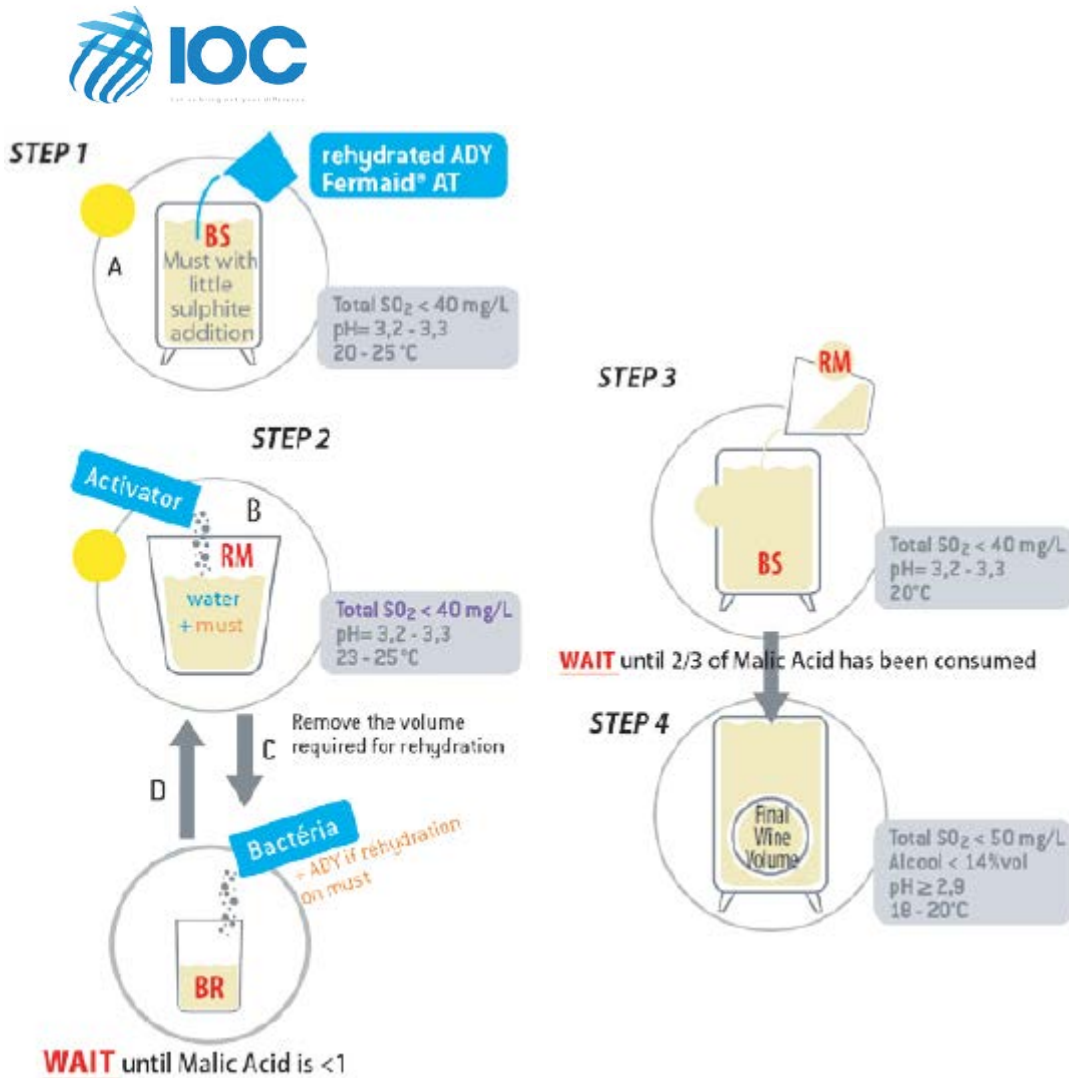 IOC
STEP 1
rehydrated ADY
Fermaid® AT
A
BS
Must with
little
sulphite
addition
Total SO₂ < 40 mg/L
pH= 3,2 - 3,3
20 - 25 °C
STEP 2
Activator
B
RM
water
+ must
Total SO₂ < 40 mg/L
pH= 3,2 - 3,3
23 - 25 °C
Remove the volume
required for rehydration
C
D
Bactéria
+ ADY if rehydration
on must
BR
WAIT until Malic Acid is <1
STEP 3
RM
BS
Total SO₂ < 40 mg/L
pH= 3,2 - 3,3
20°C
WAIT until 2/3 of Malic Acid has been consumed
STEP 4
Final
Wine
Volume
Total SO₂ < 50 mg/L
Alcool < 14%vol
pH ≥ 2,9
18 - 20°C